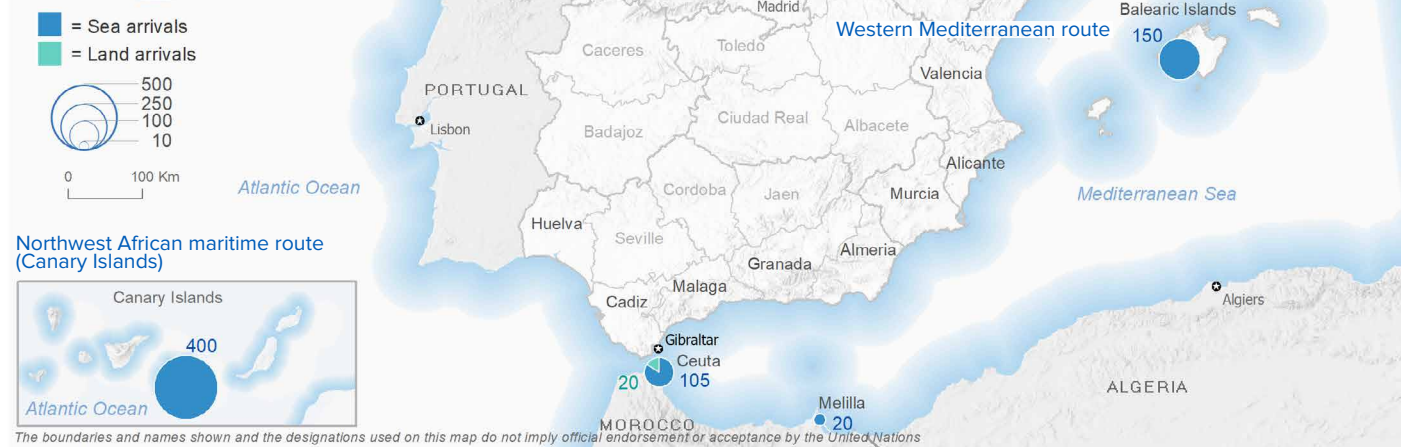 = Sea arrivals
= Land arrivals
500
250
100
10
0 100 Km
Madrid
Caceres
Toledo
Western Mediterranean route
Balearic Islands
150
Valencia
PORTUGAL
Lisbon
Badajoz
Ciudad Real
Albacete
Alicante
Atlantic Ocean
Cordoba
Jaen
Murcia
Mediterranean Sea
Huelva
Seville
Almeria
Granada
Malaga
Cadiz
Northwest African maritime route
(Canary Islands)
Canary Islands
400
Atlantic Ocean
Gibraltar
Ceuta
20
105
Algiers
ALGERIA
Melilla
20
MOROCCO
The boundaries and names shown and the designations used on this map do not imply official endorsement or acceptance by the United Nations